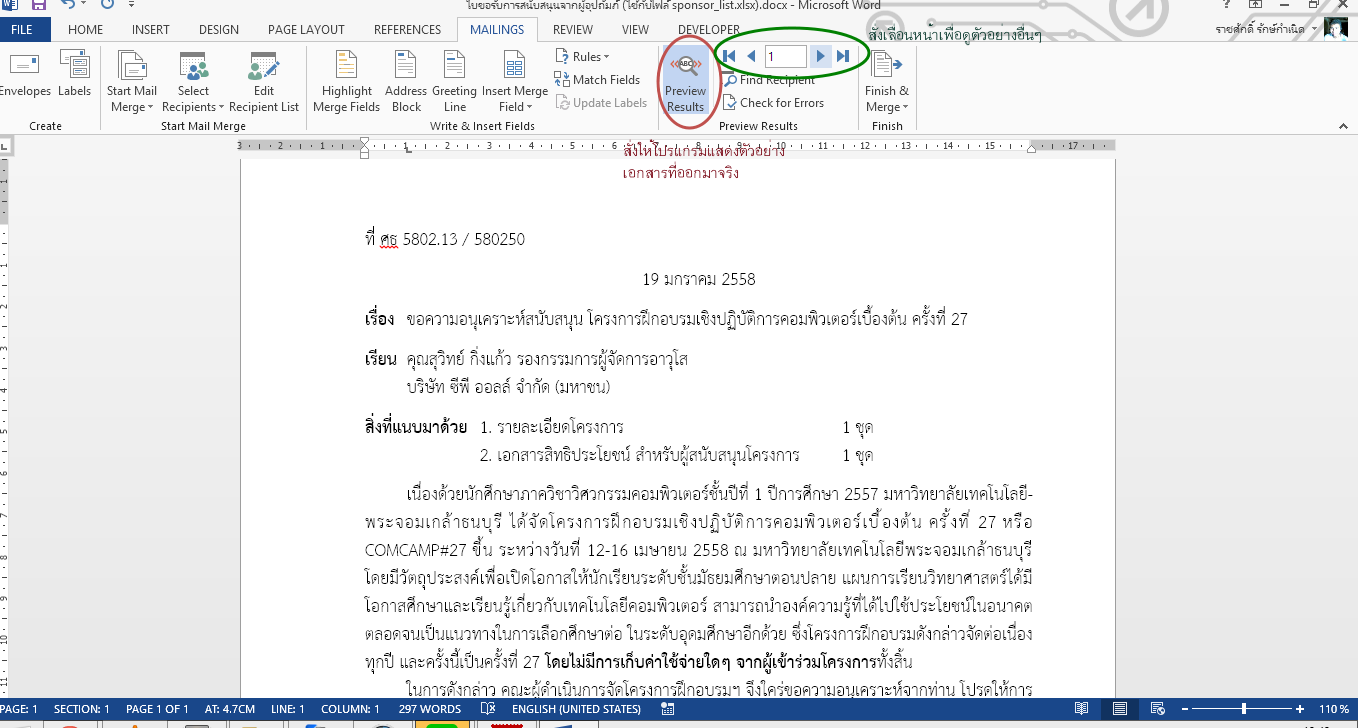 ใบขอรับการสนับสนุนจากผู้อุปถัมภ์ (ใช้กับไฟล์ sponsor_list.xlsx).docx - Microsoft Word
FILE HOME INSERT DESIGN PAGE LAYOUT REFERENCES MAILINGS REVIEW VIEW DEVELOPER
สั่งเลื่อนหน้าเพื่อดูตัวอย่างอื่นๆ
ราชศักดิ์ รักษ์กำเนิด
Envelopes Labels
Create
Start Mail Merge
Select Recipients
Edit Recipient List
Start Mail Merge
Highlight Merge Fields
Address Block
Greeting Line
Insert Merge Field
Rules
Match Fields
Update Labels
Write & Insert Fields
ABC
Preview Results
1
Find Recipient
Check for Errors
Preview Results
Finish & Merge
Finish
3 2 1 1 2 3 4 5 6 7 8 9 10 11 12 13 14 15 17
สั่งให้โปรแกรมแสดงตัวอย่าง
เอกสารที่ออกมาจริง
ที่ ศธ 5802.13 / 580250
19 มกราคม 2558
เรื่อง ขอความอนุเคราะห์สนับสนุน โครงการฝึกอบรมเชิงปฏิบัติการคอมพิวเตอร์เบื้องต้น ครั้งที่ 27
เรียน คุณสุวิทย์ กิ่งแก้ว รองกรรมการผู้จัดการอาวุโส
บริษัท ซีพี ออลล์ จำกัด (มหาชน)
สิ่งที่แนบมาด้วย 1. รายละเอียดโครงการ 1 ชุด
2. เอกสารสิทธิประโยชน์ สำหรับผู้สนับสนุนโครงการ 1 ชุด
เนื่องด้วยนักศึกษาภาควิชาวิศวกรรมคอมพิวเตอร์ชั้นปีที่ 1 ปีการศึกษา 2557 มหาวิทยาลัยเทคโนโลยี-
พระจอมเกล้าธนบุรี ได้จัดโครงการฝึกอบรมเชิงปฏิบัติการคอมพิวเตอร์เบื้องต้น ครั้งที่ 27 หรือ
COMCAMP#27 ขึ้น ระหว่างวันที่ 12-16 เมษายน 2558 ณ มหาวิทยาลัยเทคโนโลยีพระจอมเกล้าธนบุรี
โดยมีวัตถุประสงค์เพื่อเปิดโอกาสให้นักเรียนระดับชั้นมัธยมศึกษาตอนปลาย แผนการเรียนวิทยาศาสตร์ได้มี
โอกาสศึกษาและเรียนรู้เกี่ยวกับเทคโนโลยีคอมพิวเตอร์ สามารถนำองค์ความรู้ที่ได้ไปใช้ประโยชน์ในอนาคต
ตลอดจนเป็นแนวทางในการเลือกศึกษาต่อ ในระดับอุดมศึกษาอีกด้วย ซึ่งโครงการฝึกอบรมดังกล่าวจัดต่อเนื่อง
ทุกปี และครั้งนี้เป็นครั้งที่ 27 โดยไม่มีการเก็บค่าใช้จ่ายใดๆ จากผู้เข้าร่วมโครงการทั้งสิ้น
ในการดังกล่าว คณะผู้ดำเนินการจัดโครงการฝึกอบรมฯ จึงใคร่ขอความอนุเคราะห์จากท่าน โปรดให้การ
PAGE: 1 SECTION: 1 PAGE 1 OF 1 AT: 4.7CM LINE: 1 COLUMN: 1 297 WORDS ENGLISH (UNITED STATES) 110 %